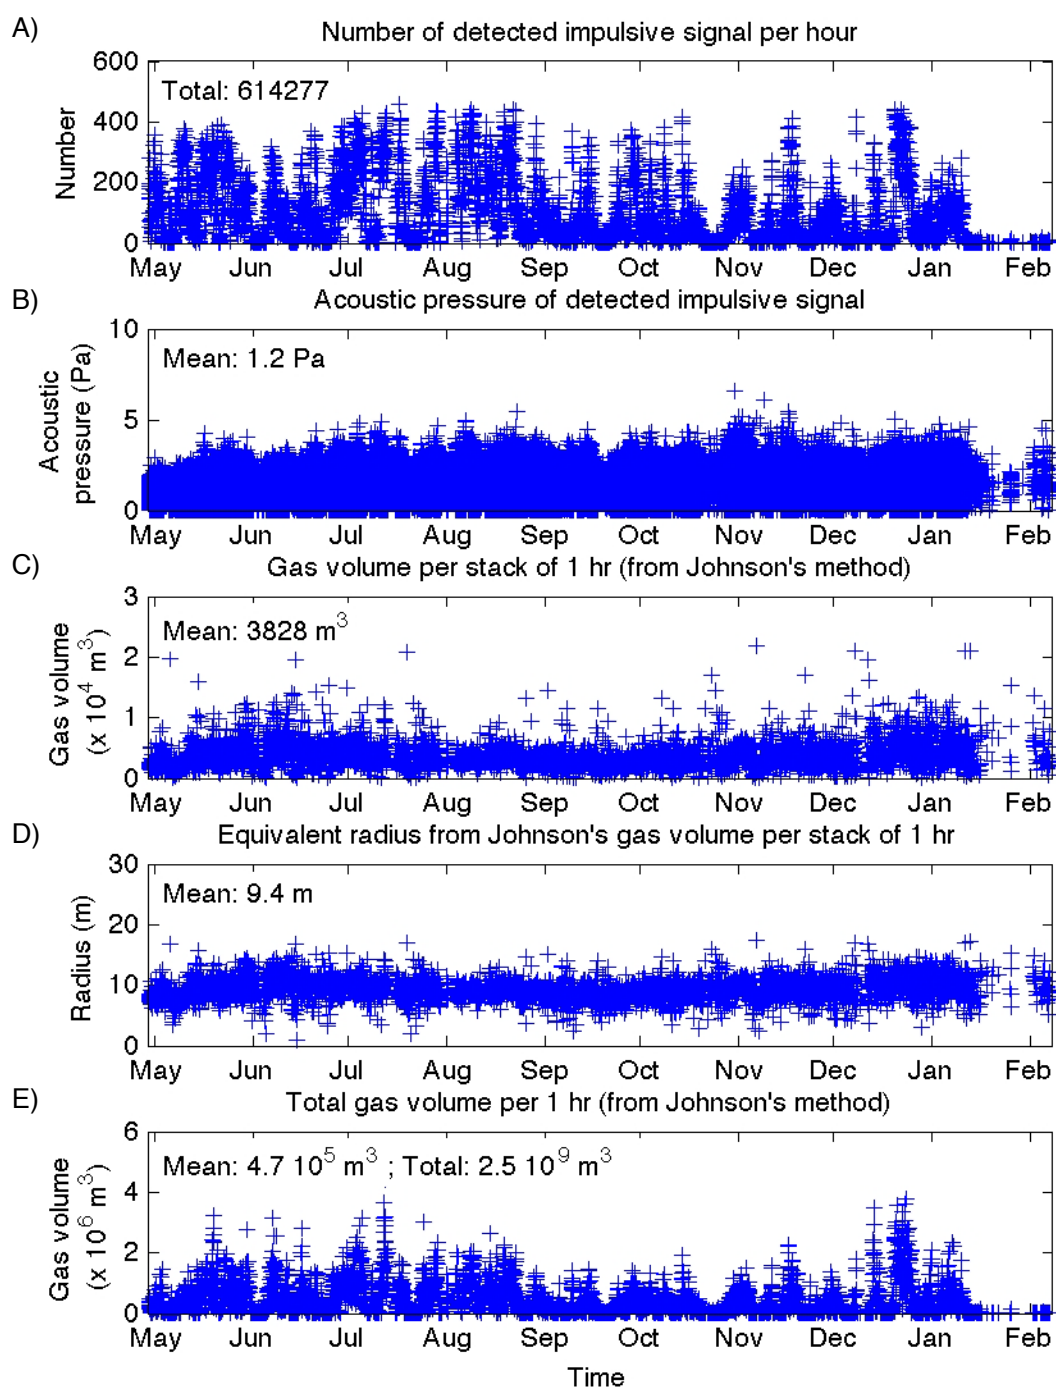 A)
Number of detected impulsive signal per hour
Total: 614277
Number
600
400
200
0
May Jun Jul Aug Sep Oct Nov Dec Jan Feb
B)
Acoustic pressure of detected impulsive signal
Mean: 1.2 Pa
Acoustic
pressure (Pa)
10
5
0
May Jun Jul Aug Sep Oct Nov Dec Jan Feb
C)
Gas volume per stack of 1 hr (from Johnson's method)
Mean: 3828 m³
Gas volume
(x 10⁴ m³)
3
2
1
0
May Jun Jul Aug Sep Oct Nov Dec Jan Feb
D)
Equivalent radius from Johnson's gas volume per stack of 1 hr
Mean: 9.4 m
Radius (m)
30
20
10
0
May Jun Jul Aug Sep Oct Nov Dec Jan Feb
E)
Total gas volume per 1 hr (from Johnson's method)
Mean: 4.7 10⁵ m³ ; Total: 2.5 10⁹ m³
Gas volume
(x 10⁶ m³)
6
4
2
0
May Jun Jul Aug Sep Oct Nov Dec Jan Feb
Time